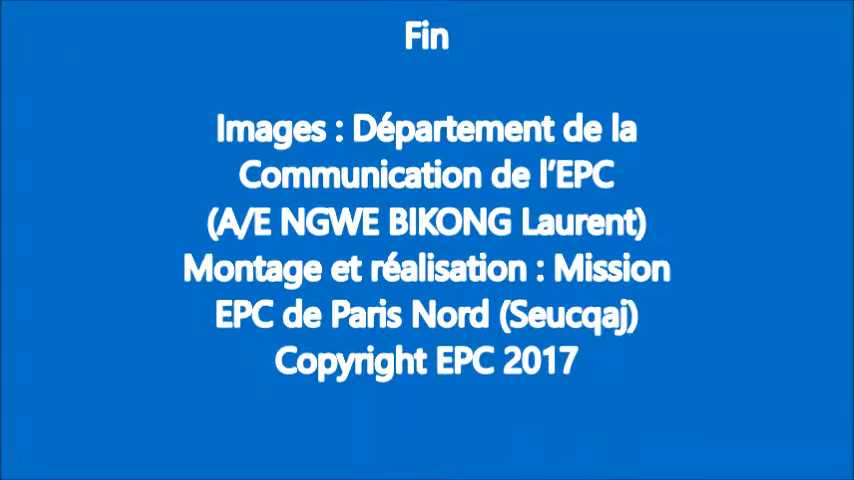 Fin
Images : Département de la
Communication de l’EPC
(A/E NGWE BIKONG Laurent)
Montage et réalisation : Mission
EPC de Paris Nord (Seucqaj)
Copyright EPC 2017